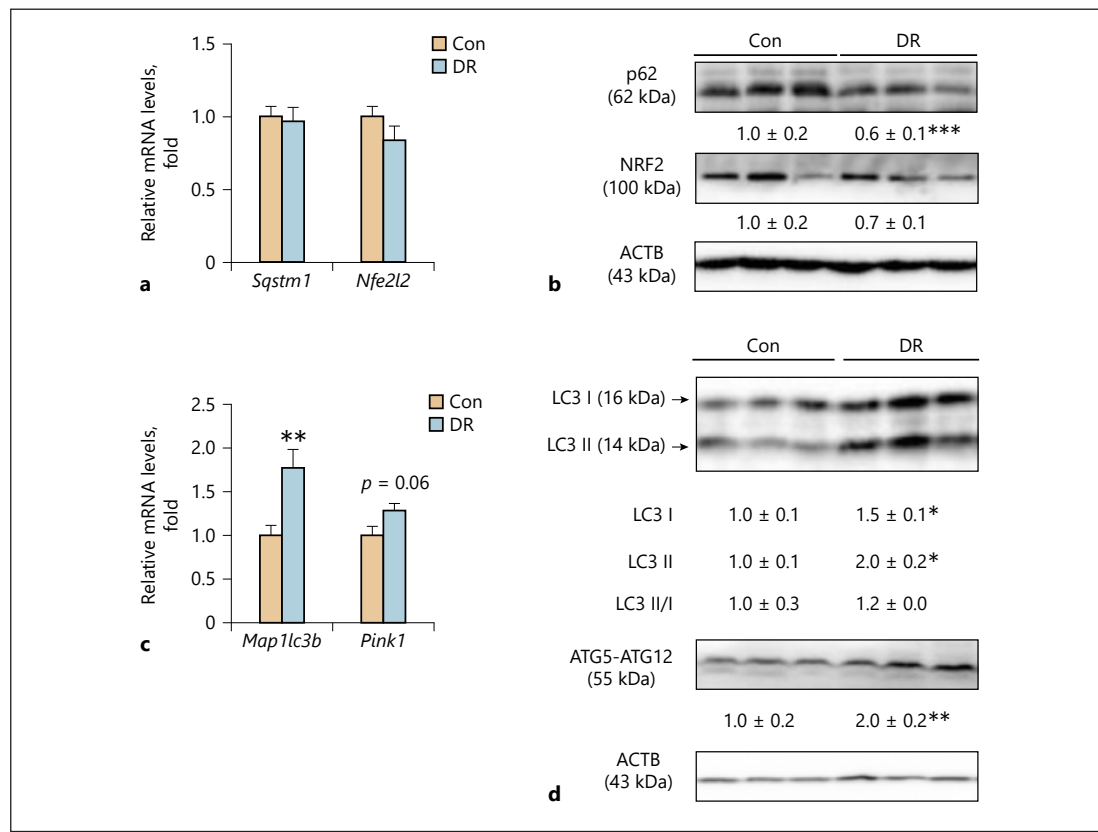 1.5
1.0
0.5
0
Relative mRNA levels,
fold
Con
DR
Sqstm1 Nfe2l2
a
Con DR
p62
(62 kDa)
1.0 ± 0.2 0.6 ± 0.1***
NRF2
(100 kDa)
1.0 ± 0.2 0.7 ± 0.1
ACTB
(43 kDa)
b
2.5
2.0
1.5
1.0
0.5
0
Relative mRNA levels,
fold
Con
DR
**
p = 0.06
Map1lc3b Pink1
c
Con DR
LC3 I (16 kDa)
LC3 II (14 kDa)
LC3 I 1.0 ± 0.1 1.5 ± 0.1*
LC3 II 1.0 ± 0.1 2.0 ± 0.2*
LC3 II/I 1.0 ± 0.3 1.2 ± 0.0
ATG5-ATG12
(55 kDa)
1.0 ± 0.2 2.0 ± 0.2**
ACTB
(43 kDa)
d